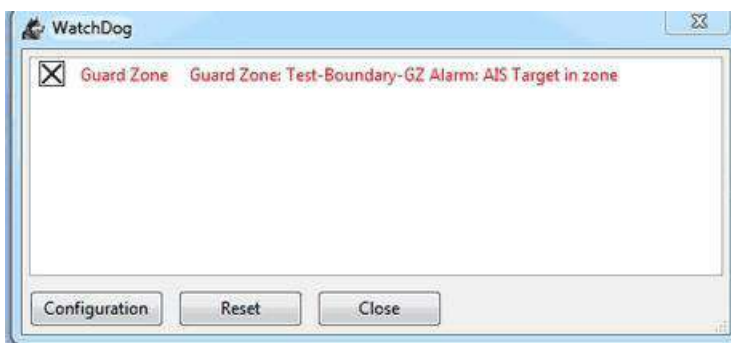 WatchDog
Guard Zone Guard Zone: Test-Boundary-GZ Alarm: AIS Target in zone
Configuration Reset Close